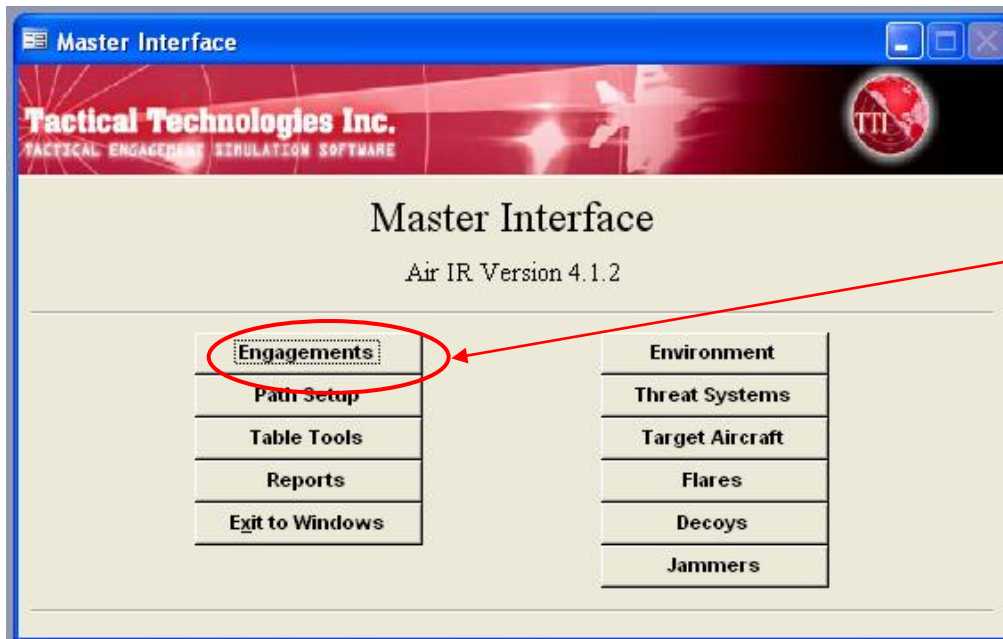 Master Interface
Tactical Technologies Inc.
TACTICAL ENGAGEMENT SIMULATION SOFTWARE
TTI
Master Interface
Air IR Version 4.1.2
Engagements
Path Setup
Table Tools
Reports
Exit to Windows
Environment
Threat Systems
Target Aircraft
Flares
Decoys
Jammers